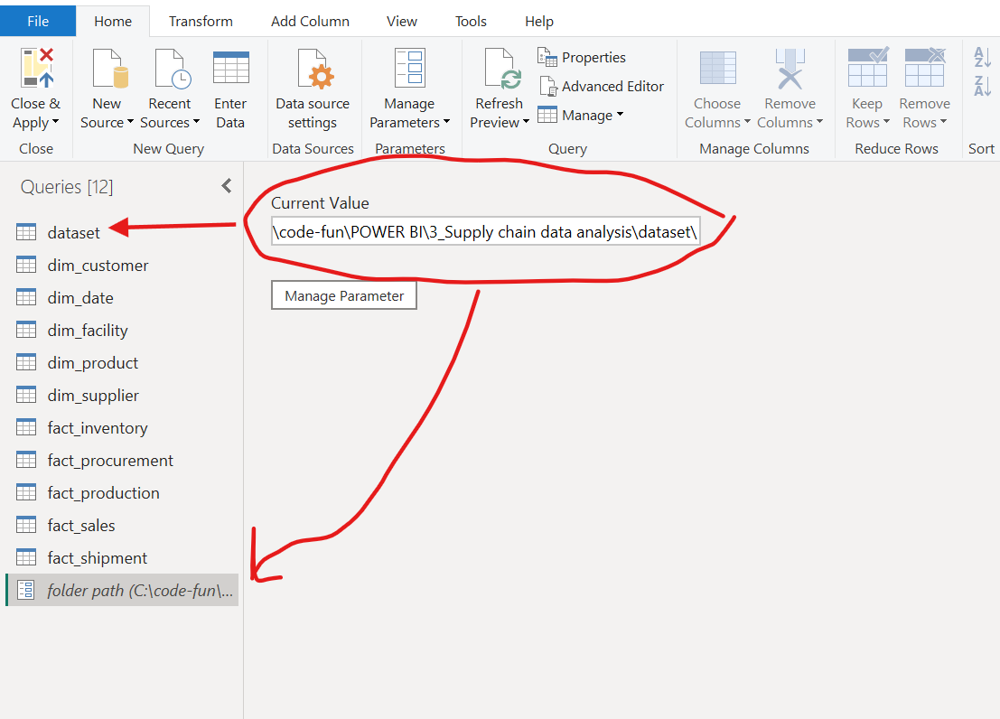 File Home Transform Add Column View Tools Help
Close & Apply
New Source
Recent Sources
Enter Data
Data source settings
Manage Parameters
Refresh Preview
Properties
Advanced Editor
Manage
Choose Columns
Remove Columns
Keep Rows
Remove Rows
A Z
Z A
Close New Query Data Sources Parameters Query Manage Columns Reduce Rows Sort
Queries [12]
dataset
dim_customer
dim_date
dim_facility
dim_product
dim_supplier
fact_inventory
fact_procurement
fact_production
fact_sales
fact_shipment
folder path (C:\code-fun\...
Current Value
\code-fun\POWER BI\3_Supply chain data analysis\dataset\
Manage Parameter